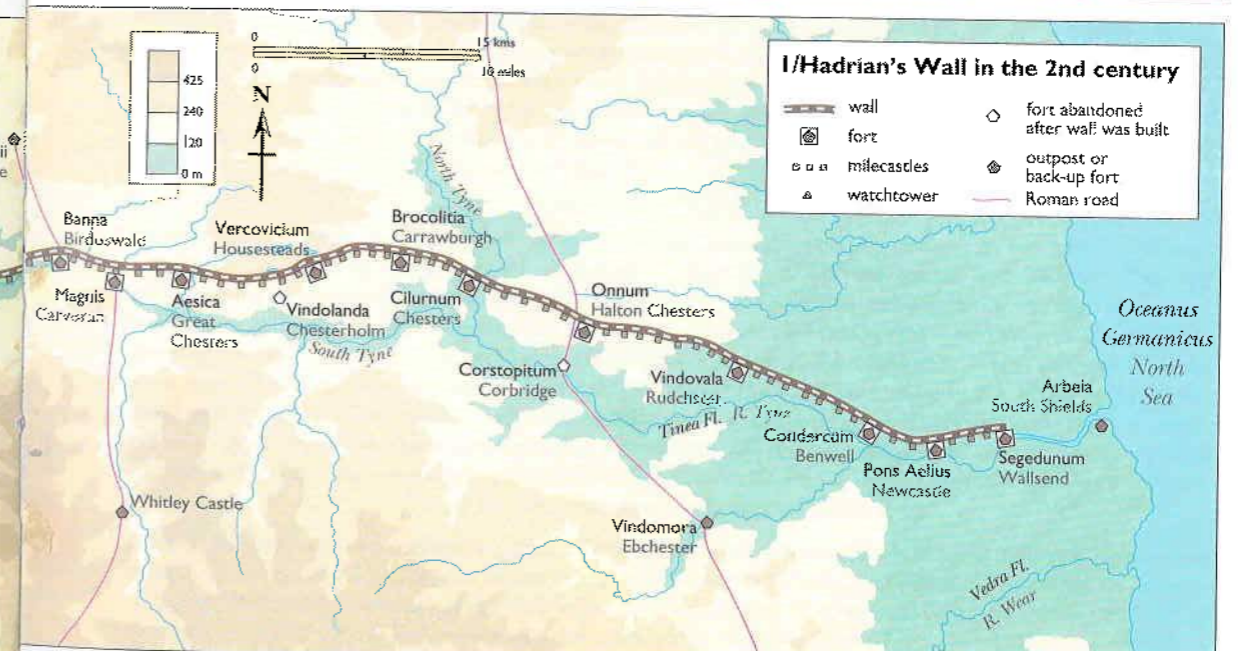 425
240
120
0 m
0
15 kms
0
10 miles
N
1/Hadrian's Wall in the 2nd century
wall
fort
milecastles
watchtower
fort abandoned
after wall was built
outpost or
back-up fort
Roman road
North Tyne
Banna
Birdoswald
Vercovicium
Housesteads
Brocolitia
Carrawburgh
Magnis
Carvoran
Aesica
Great
Chesters
Vindolanda
Chesterholm
South Tyne
Cilurnum
Chesters
Onnum
Halton Chesters
Corstopitum
Corbridge
Vindovala
Rudchester
Tinea Fl. R. Tyne
Condercum
Benwell
Pons Aelius
Newcastle
Segedunum
Wallsend
Arbeia
South Shields
Oceanus
Germanicus
North
Sea
Whitley Castle
Vindomora
Ebchester
Vedra Fl.
R. Wear